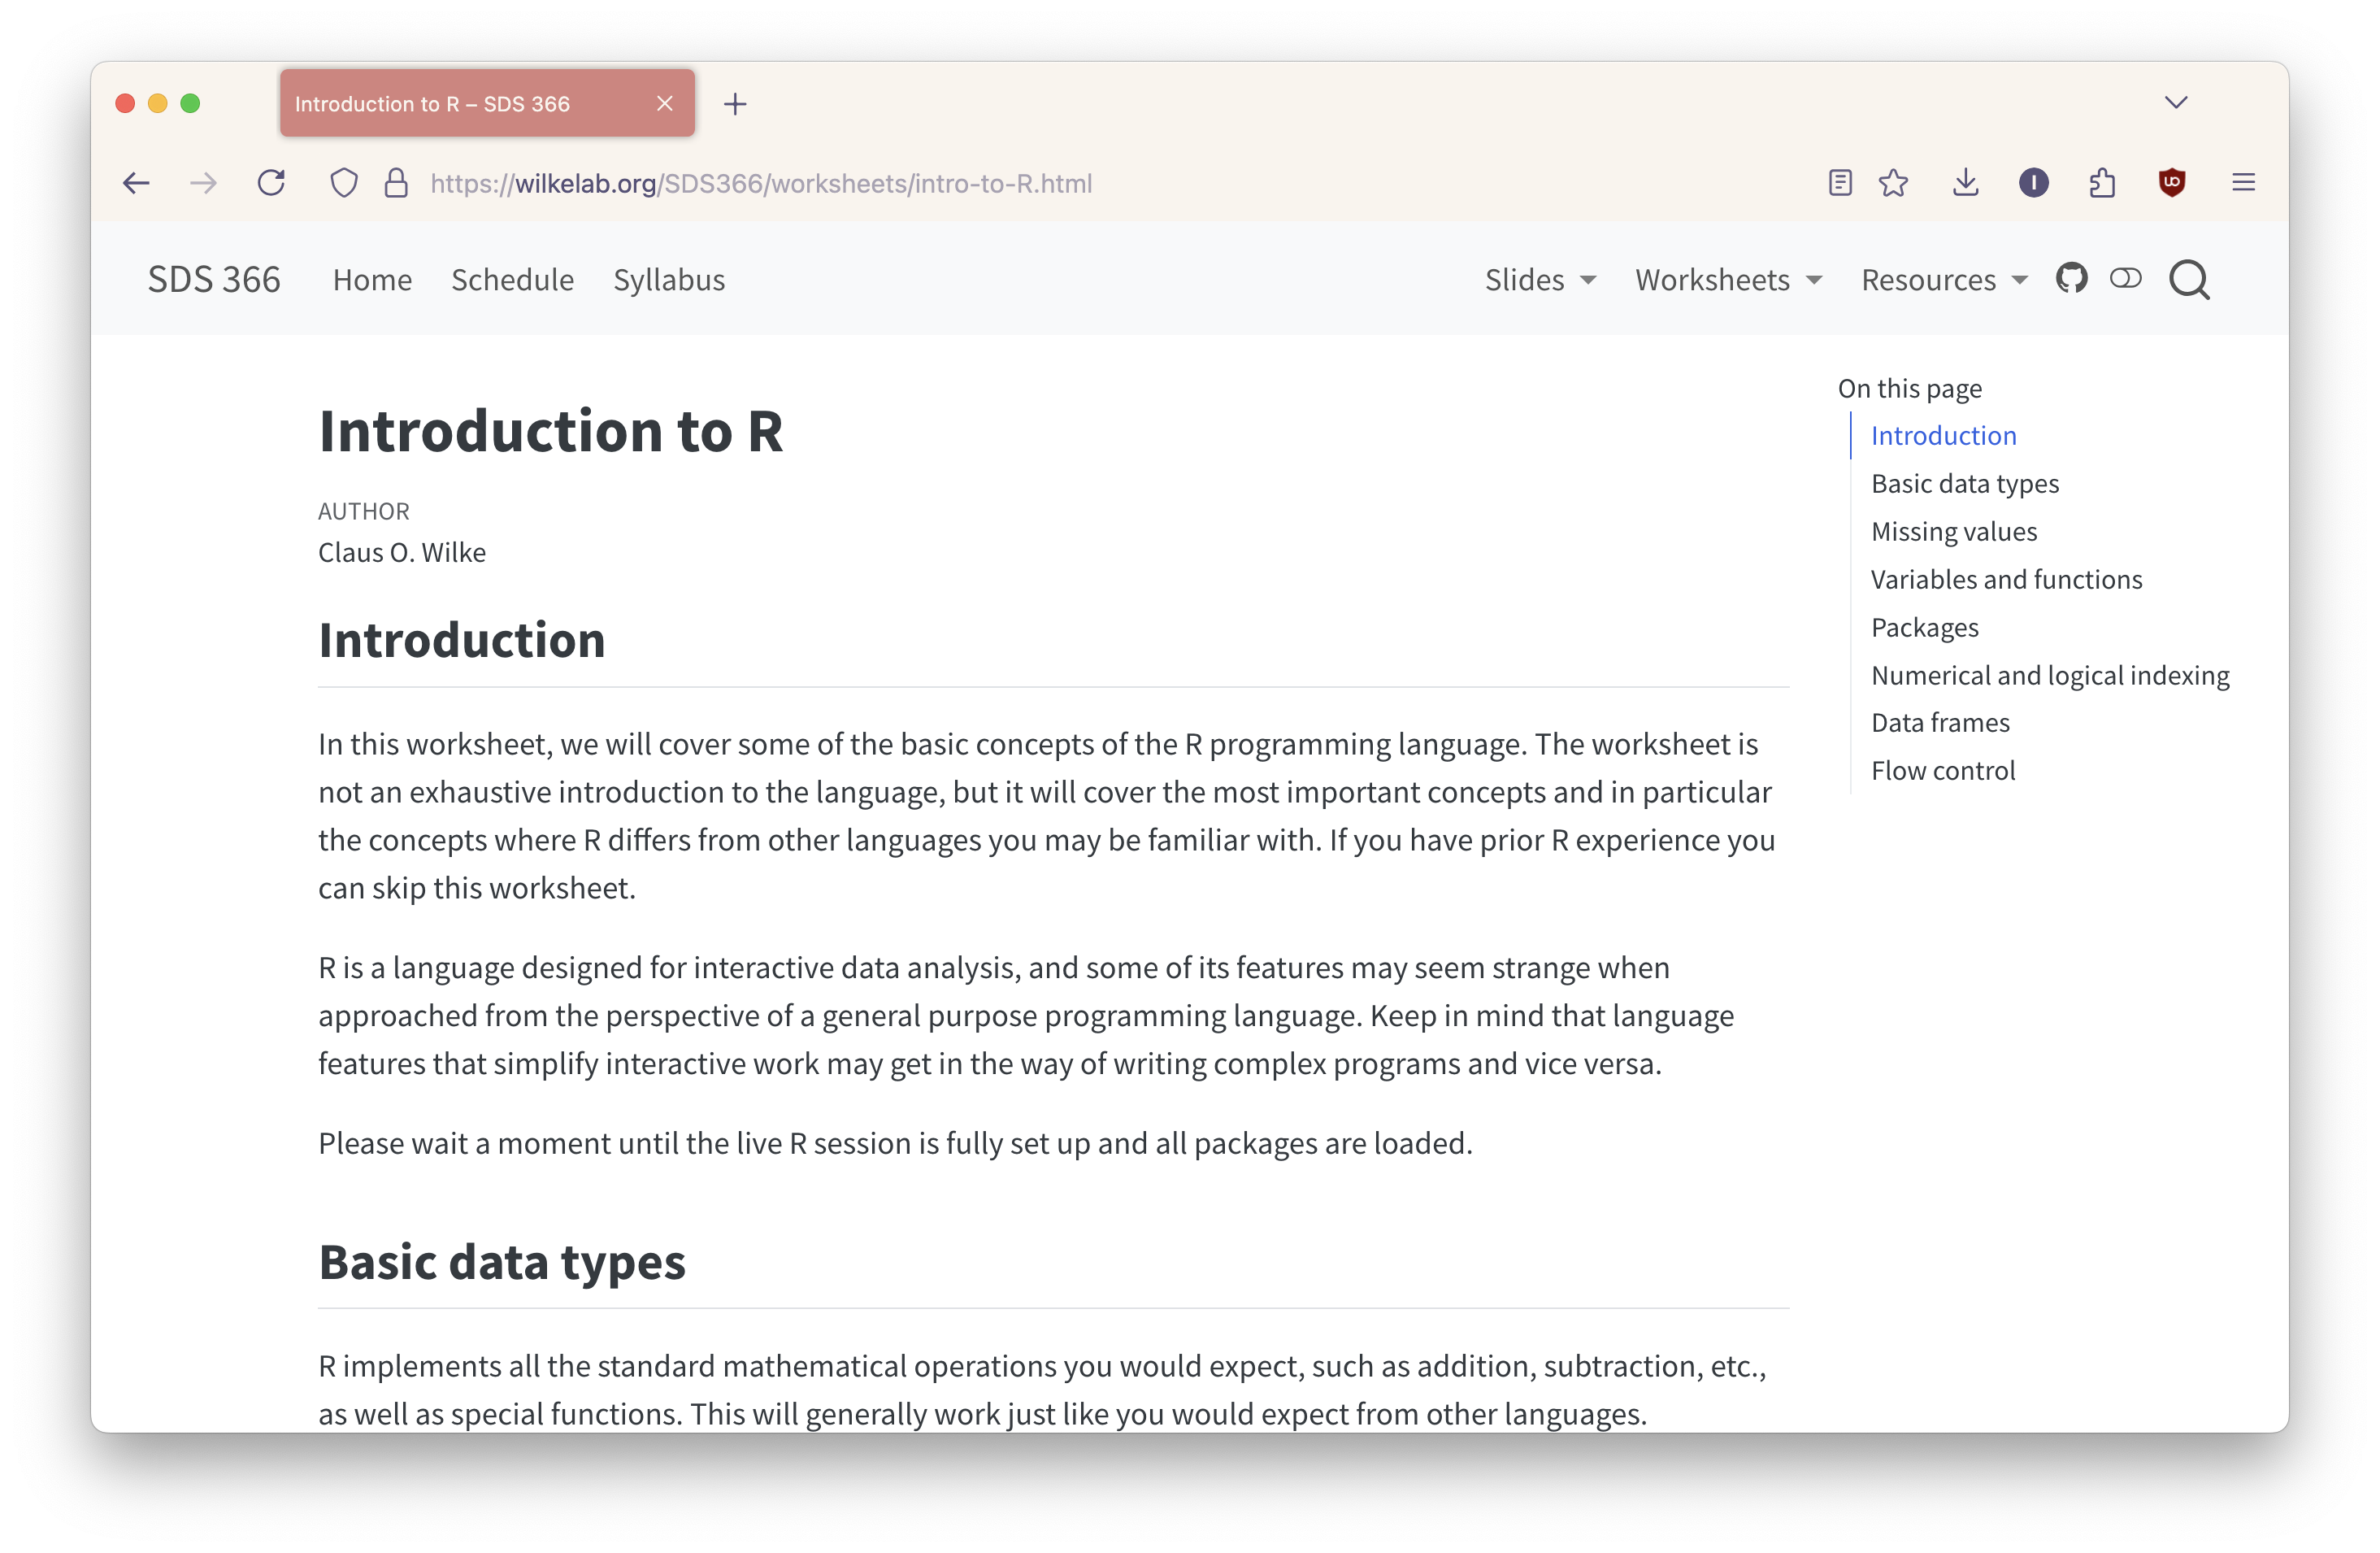 Introduction to R – SDS 366
https://wilkelab.org/SDS366/worksheets/intro-to-R.html
SDS 366 Home Schedule Syllabus Slides Worksheets Resources
Introduction to R
AUTHOR
Claus O. Wilke
Introduction
In this worksheet, we will cover some of the basic concepts of the R programming language. The worksheet is
not an exhaustive introduction to the language, but it will cover the most important concepts and in particular
the concepts where R differs from other languages you may be familiar with. If you have prior R experience you
can skip this worksheet.
R is a language designed for interactive data analysis, and some of its features may seem strange when
approached from the perspective of a general purpose programming language. Keep in mind that language
features that simplify interactive work may get in the way of writing complex programs and vice versa.
Please wait a moment until the live R session is fully set up and all packages are loaded.
Basic data types
R implements all the standard mathematical operations you would expect, such as addition, subtraction, etc.,
as well as special functions. This will generally work just like you would expect from other languages.
On this page
Introduction
Basic data types
Missing values
Variables and functions
Packages
Numerical and logical indexing
Data frames
Flow control